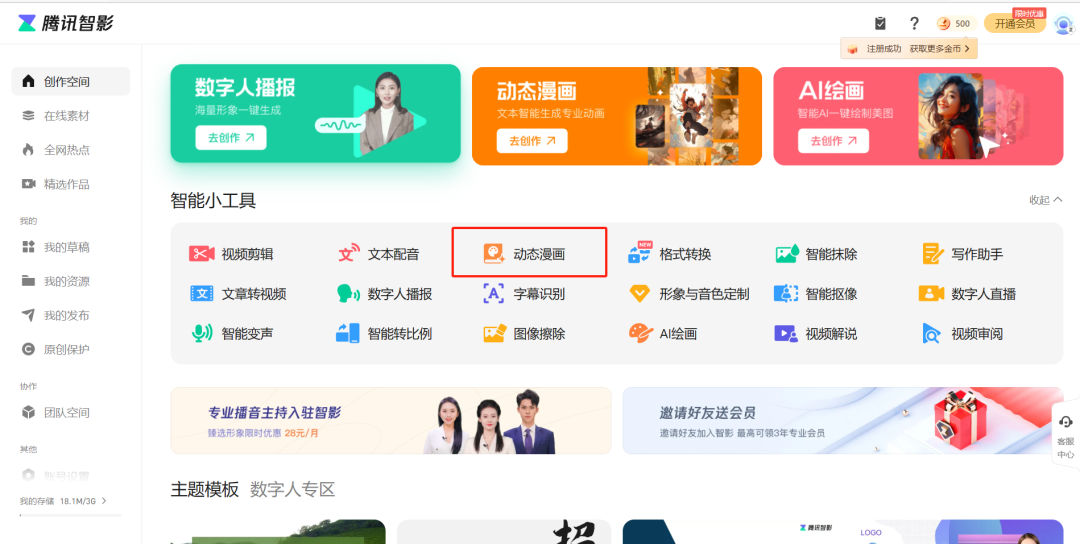 腾讯智影
500
开通会员
限时优惠
注册成功 获取更多金币
创作空间
在线素材
全网热点
精选作品
我的
我的草稿
我的资源
我的发布
原创保护
协作
团队空间
其他
账号设置
我的存储 18.1M/3G
数字人播报
海量形象一键生成
去创作
动态漫画
文本智能生成专业动画
去创作
AI绘画
智能AI一键绘制美图
去创作
智能小工具
收起
视频剪辑
文本配音
动态漫画
NEW
格式转换
智能抹除
写作助手
文章转视频
数字人播报
字幕识别
形象与音色定制
智能抠像
数字人直播
智能变声
智能转比例
图像擦除
AI绘画
视频解说
视频审阅
专业播音主持入驻智影
臻选形象限时优惠 28元/月
邀请好友送会员
邀请好友加入智影 最高可领3年专业会员
客服
中心
主题模板 数字人专区
招
腾讯智影
LOGO